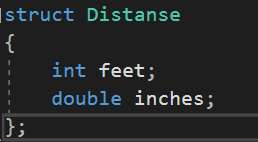 struct Distanse
{
    int feet;
    double inches;
};